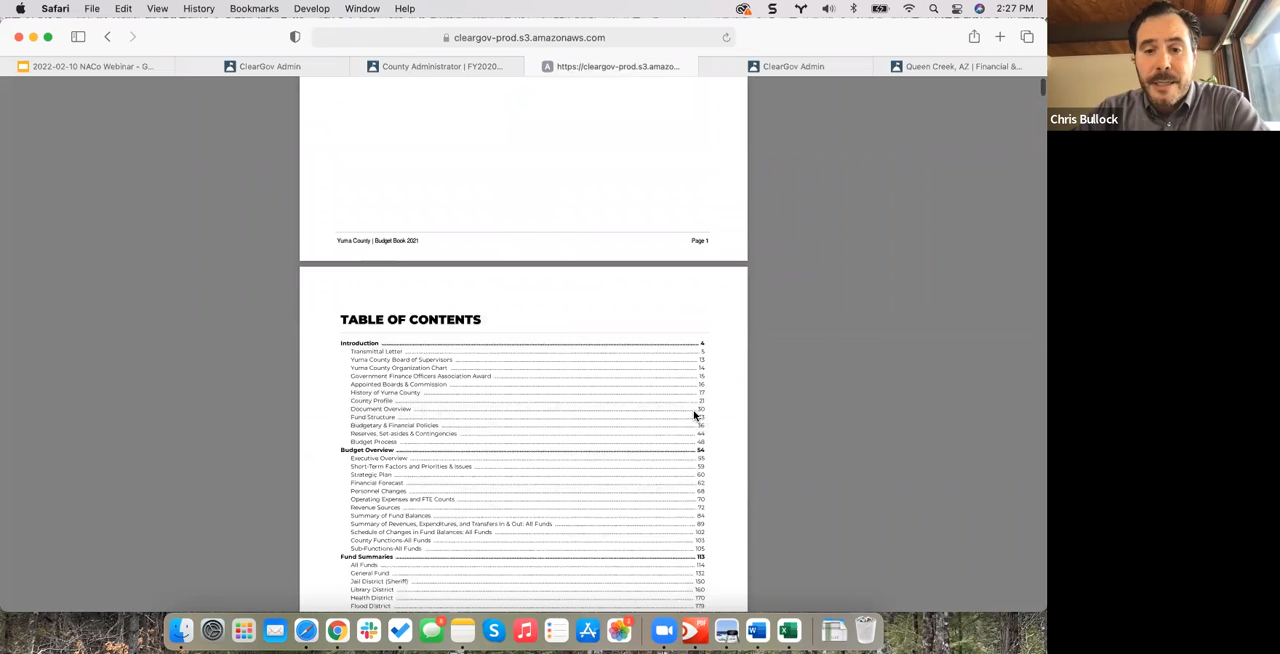 Safari File Edit View History Bookmarks Develop Window Help 2:27 PM
cleargov-prod.s3.amazonaws.com
2022-02-10 NACo Webinar - G... ClearGov Admin County Administrator | FY2020... https://cleargov-prod.s3.amazo... ClearGov Admin Queen Creek, AZ | Financial &...
Chris Bullock
Yuma County | Budget Book 2021 Page 1
TABLE OF CONTENTS
Introduction 4
Transmittal Letter 5
Yuma County Board of Supervisors 13
Yuma County Organization Chart 14
Government Finance Officers Association Award 15
Appointed Boards & Commission 16
History of Yuma County 17
County Profile 21
Document Overview 30
Fund Structure
Budgetary & Financial Policies 36
Reserves, Set-asides & Contingencies 44
Budget Process 48
Budget Overview 54
Executive Overview 55
Short-Term Factors and Priorities & Issues 59
Strategic Plan 60
Financial Forecast 62
Personnel Changes 68
Operating Expenses and FTE Counts 70
Revenue Sources 72
Summary of Fund Balances 84
Summary of Revenues, Expenditures, and Transfers In & Out: All Funds 89
Schedule of Changes in Fund Balances: All Funds 102
County Functions-All Funds 103
Sub-Functions-All Funds 105
Fund Summaries 113
All Funds 114
General Fund 132
Jail District (Sheriff) 150
Library District 160
Health District 170
Flood District 179